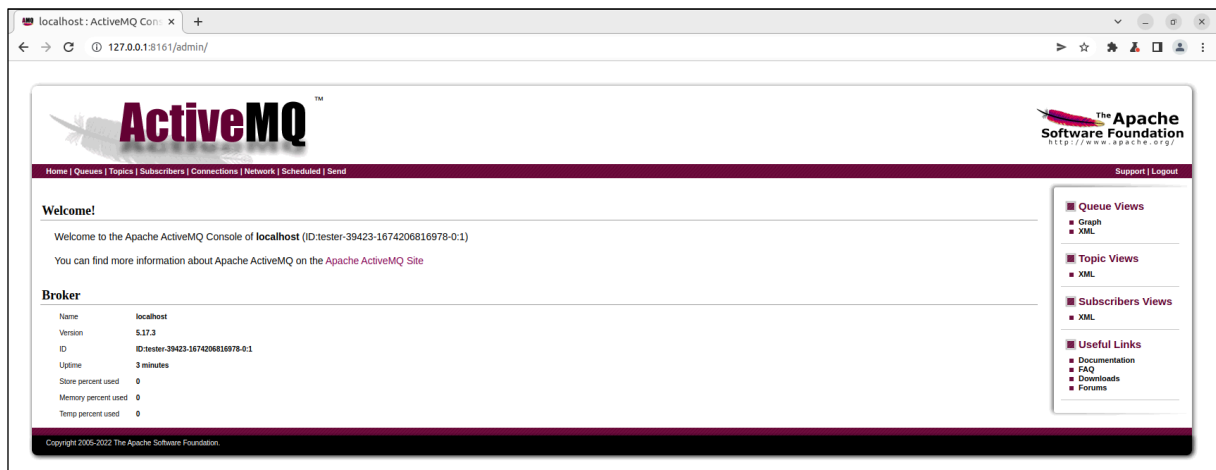 localhost : ActiveMQ Con
127.0.0.1:8161/admin/
ActiveMQ™
The Apache
Software Foundation
http://www.apache.org/
Home | Queues | Topics | Subscribers | Connections | Network | Scheduled | Send
Support | Logout
Welcome!
Welcome to the Apache ActiveMQ Console of localhost (ID:tester-39423-1674206816978-0:1)
You can find more information about Apache ActiveMQ on the Apache ActiveMQ Site
Broker
Name localhost
Version 5.17.3
ID ID:tester-39423-1674206816978-0:1
Uptime 3 minutes
Store percent used 0
Memory percent used 0
Temp percent used 0
Queue Views
Graph
XML
Topic Views
XML
Subscribers Views
XML
Useful Links
Documentation
FAQ
Downloads
Forums
Copyright 2005-2022 The Apache Software Foundation.